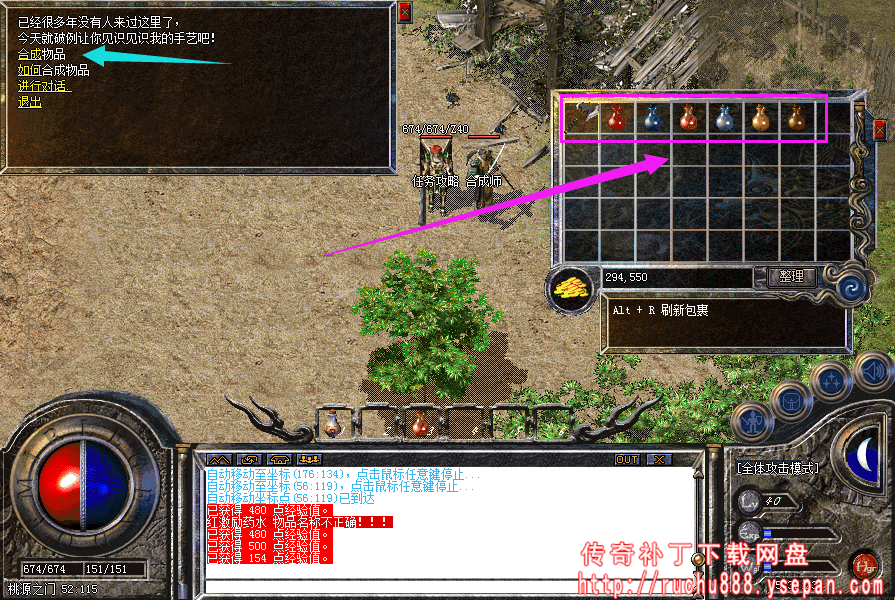 已经很多年没有人来过这里了，
今天就破例让你见识见识我的手艺吧！
合成物品
如何合成物品
进行对话
退出
674/674/Z40
任务攻略 合成师
294,550
整理
Alt + R 刷新包裹
OUT
自动移动至坐标(176:134)，点击鼠标任意键停止...
自动移动至坐标(56:119)，点击鼠标任意键停止...
自动移动坐标点(56:119)已到达
已获得 480 点经验值。
红激励药水 物品名称不正确！！！
已获得 480 点经验值。
已获得 500 点经验值。
已获得 154 点经验值。
[全体攻击模式]
Lv 40
Exp
674/674
151/151
桃源之门 52:115
传奇补丁下载网盘
http://ruchu888.ysepan.com